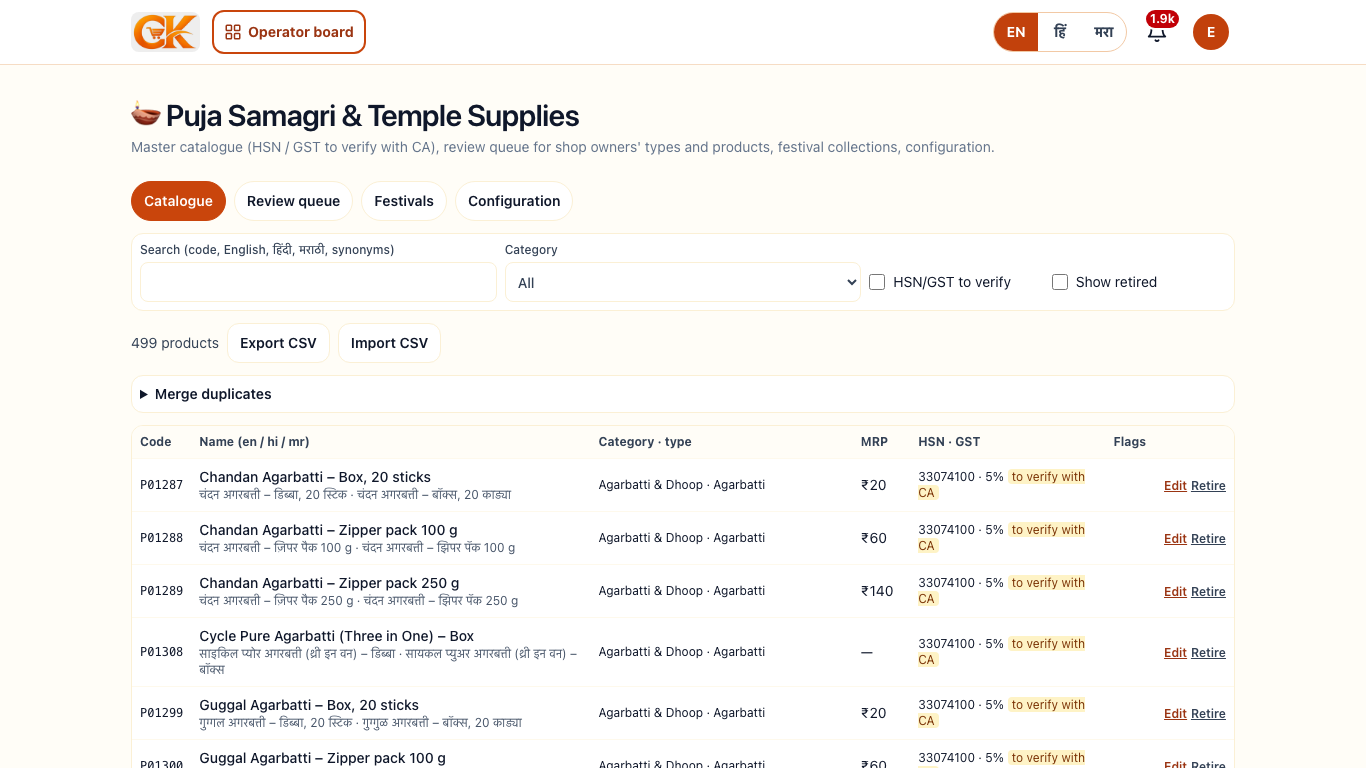 GK
Operator board
EN
हिं
मरा
1.9k
E
Puja Samagri & Temple Supplies
Master catalogue (HSN / GST to verify with CA), review queue for shop owners' types and products, festival collections, configuration.
Catalogue
Review queue
Festivals
Configuration
Search (code, English, हिंदी, मराठी, synonyms)
Category
All
HSN/GST to verify
Show retired
499 products
Export CSV
Import CSV
Merge duplicates
Code Name (en / hi / mr) Category · type MRP HSN · GST Flags
P01287 Chandan Agarbatti – Box, 20 sticks Agarbatti & Dhoop · Agarbatti ₹20 33074100 · 5% to verify with CA Edit Retire
चंदन अगरबत्ती – डिब्बा, 20 स्टिक · चंदन अगरबत्ती – बॉक्स, 20 काड्या
P01288 Chandan Agarbatti – Zipper pack 100 g Agarbatti & Dhoop · Agarbatti ₹60 33074100 · 5% to verify with CA Edit Retire
चंदन अगरबत्ती – ज़िपर पैक 100 g · चंदन अगरबत्ती – झिपर पॅक 100 g
P01289 Chandan Agarbatti – Zipper pack 250 g Agarbatti & Dhoop · Agarbatti ₹140 33074100 · 5% to verify with CA Edit Retire
चंदन अगरबत्ती – ज़िपर पैक 250 g · चंदन अगरबत्ती – झिपर पॅक 250 g
P01308 Cycle Pure Agarbatti (Three in One) – Box Agarbatti & Dhoop · Agarbatti — 33074100 · 5% to verify with CA Edit Retire
साइकिल प्योर अगरबत्ती (थ्री इन वन) – डिब्बा · सायकल प्युअर अगरबत्ती (थ्री इन वन) –
बॉक्स
P01299 Guggal Agarbatti – Box, 20 sticks Agarbatti & Dhoop · Agarbatti ₹20 33074100 · 5% to verify with CA Edit Retire
गुग्गल अगरबत्ती – डिब्बा, 20 स्टिक · गुग्गुळ अगरबत्ती – बॉक्स, 20 काड्या
P01300 Guggal Agarbatti – Zipper pack 100 g Agarbatti & Dhoop · Agarbatti ₹60 33074100 · 5% to verify with Edit Retire